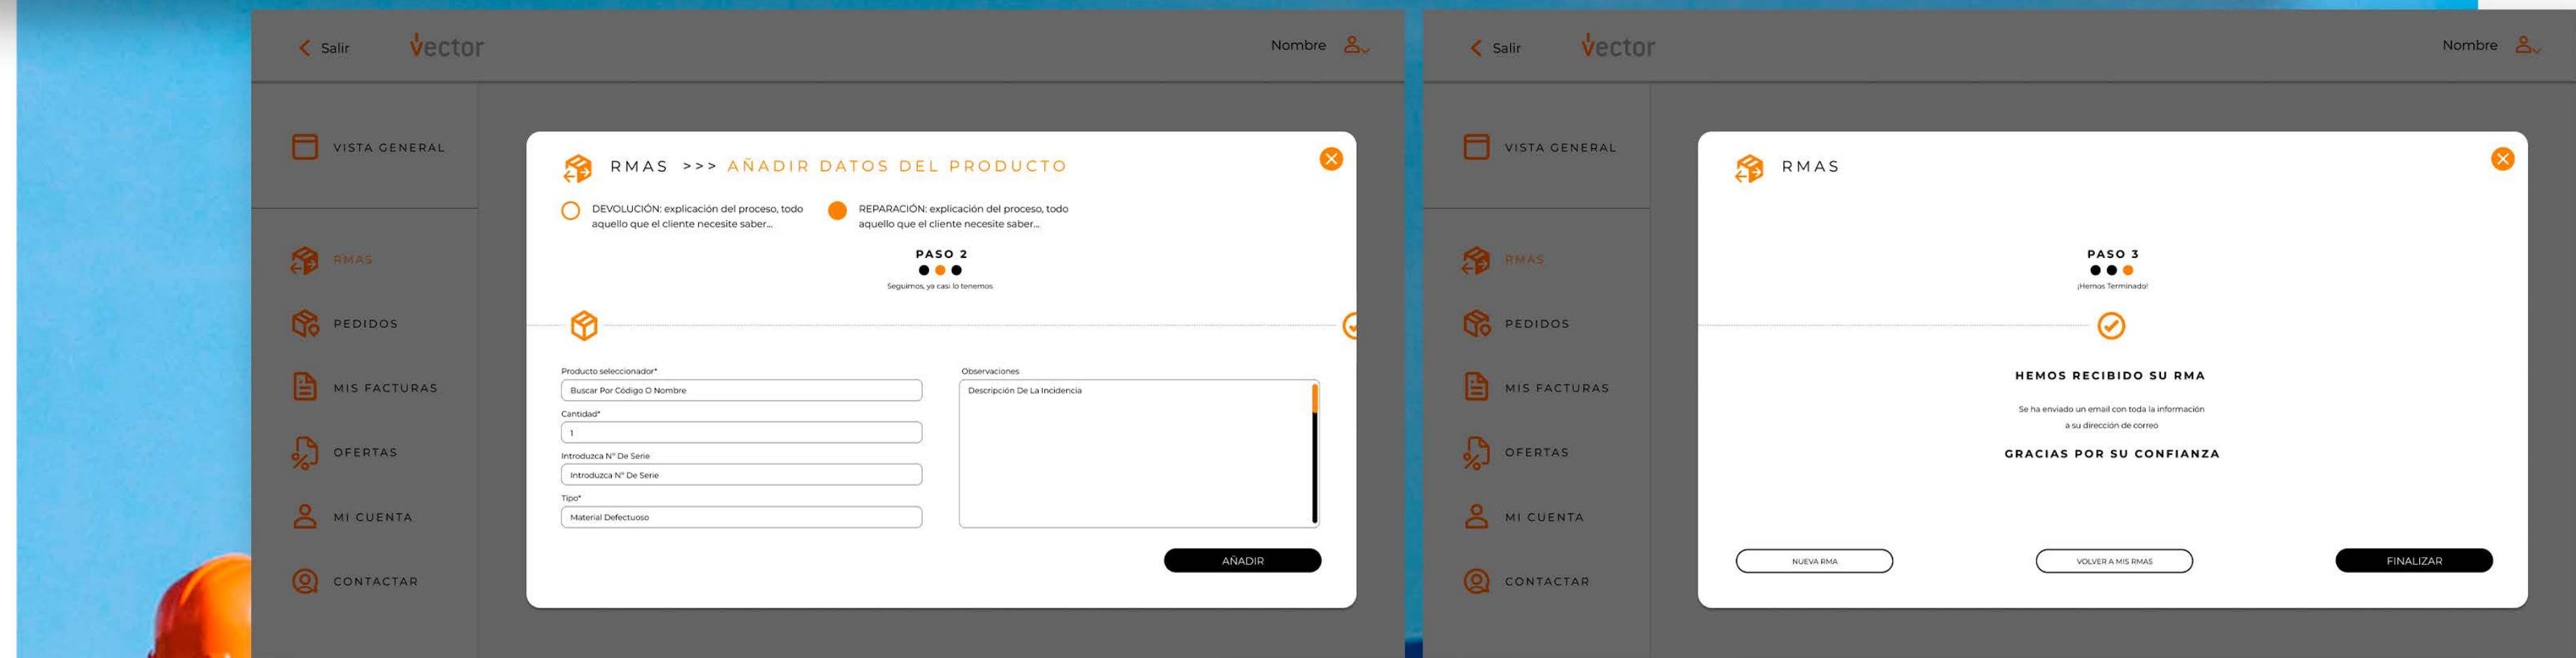 Salir
Vector
Nombre
VISTA GENERAL
RMAS
PEDIDOS
MIS FACTURAS
OFERTAS
MI CUENTA
CONTACTAR
RMAS >>> AÑADIR DATOS DEL PRODUCTO
DEVOLUCIÓN: explicación del proceso, todo
aquello que el cliente necesite saber...
REPARACIÓN: explicación del proceso, todo
aquello que el cliente necesite saber...
PASO 2
Seguimos, ya casi lo tenemos
Producto seleccionador*
Buscar Por Código O Nombre
Cantidad*
1
Introduzca Nº De Serie
Introduzca Nº De Serie
Tipo*
Material Defectuoso
Observaciones
Descripción De La Incidencia
AÑADIR
Salir
Vector
Nombre
VISTA GENERAL
RMAS
PEDIDOS
MIS FACTURAS
OFERTAS
MI CUENTA
CONTACTAR
RMAS
PASO 3
¡Hemos Terminado!
HEMOS RECIBIDO SU RMA
Se ha enviado un email con toda la información
a su dirección de correo
GRACIAS POR SU CONFIANZA
NUEVA RMA
VOLVER A MIS RMAS
FINALIZAR